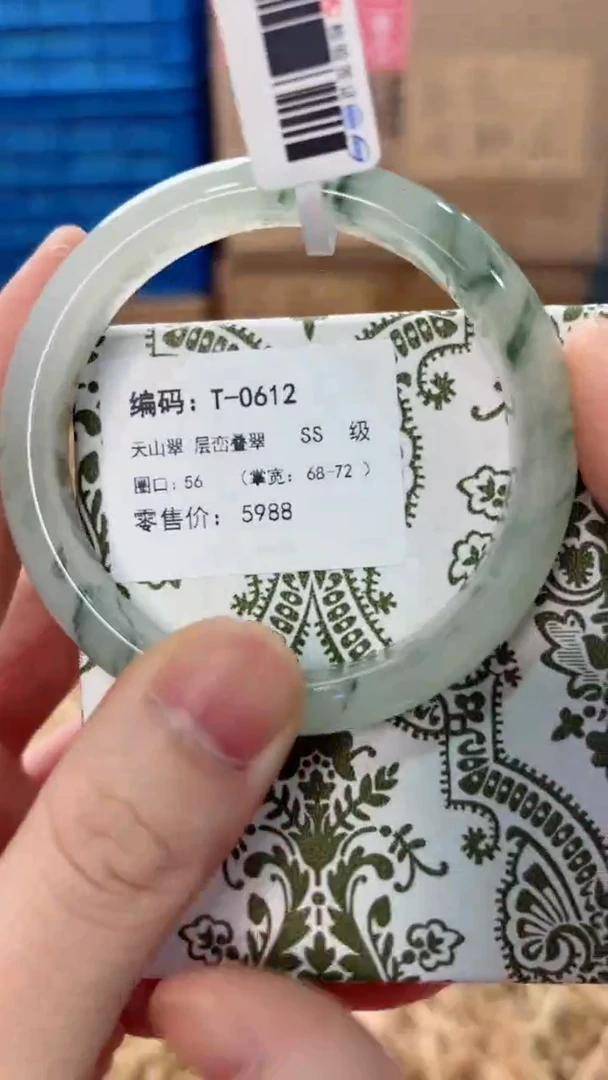 编码：T-0612
天山翠 层峦叠翠 SS 级
圈口：56 （掌宽：68-72 ）
零售价：5988